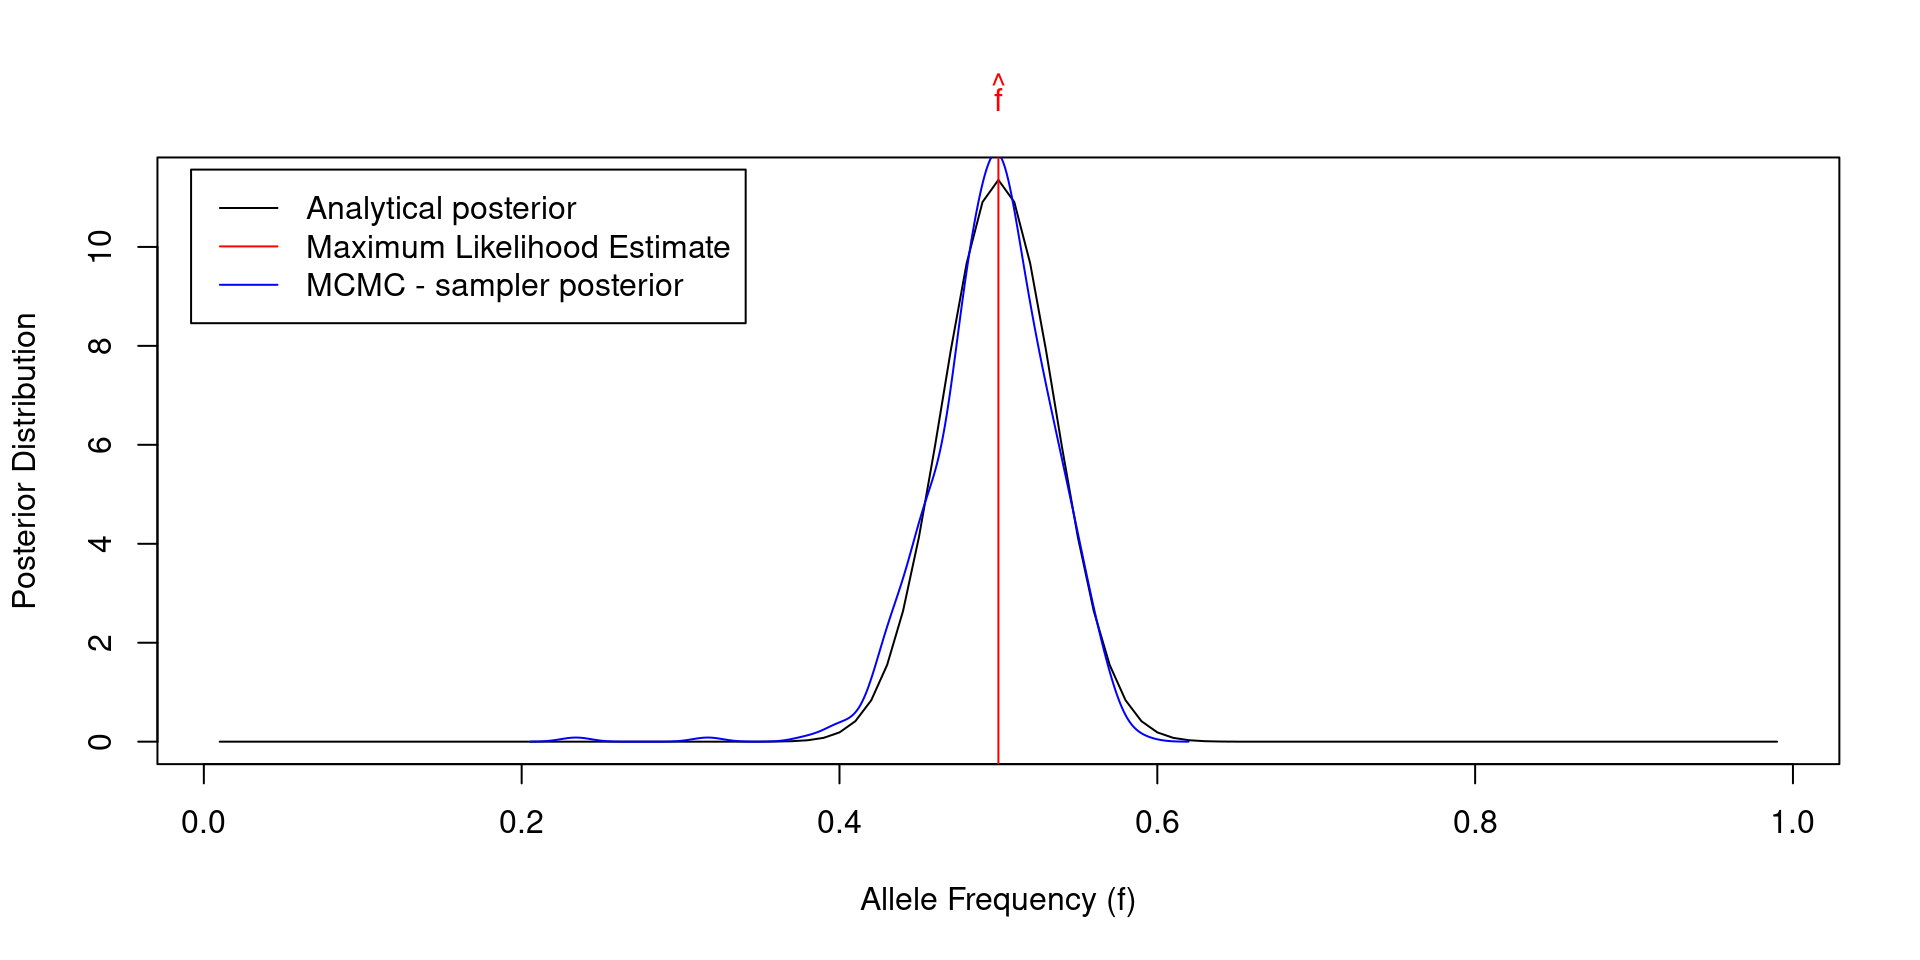 ^
f
Analytical posterior
Maximum Likelihood Estimate
MCMC - sampler posterior
Posterior Distribution
10
8
6
4
2
0
0.0 0.2 0.4 0.6 0.8 1.0
Allele Frequency (f)